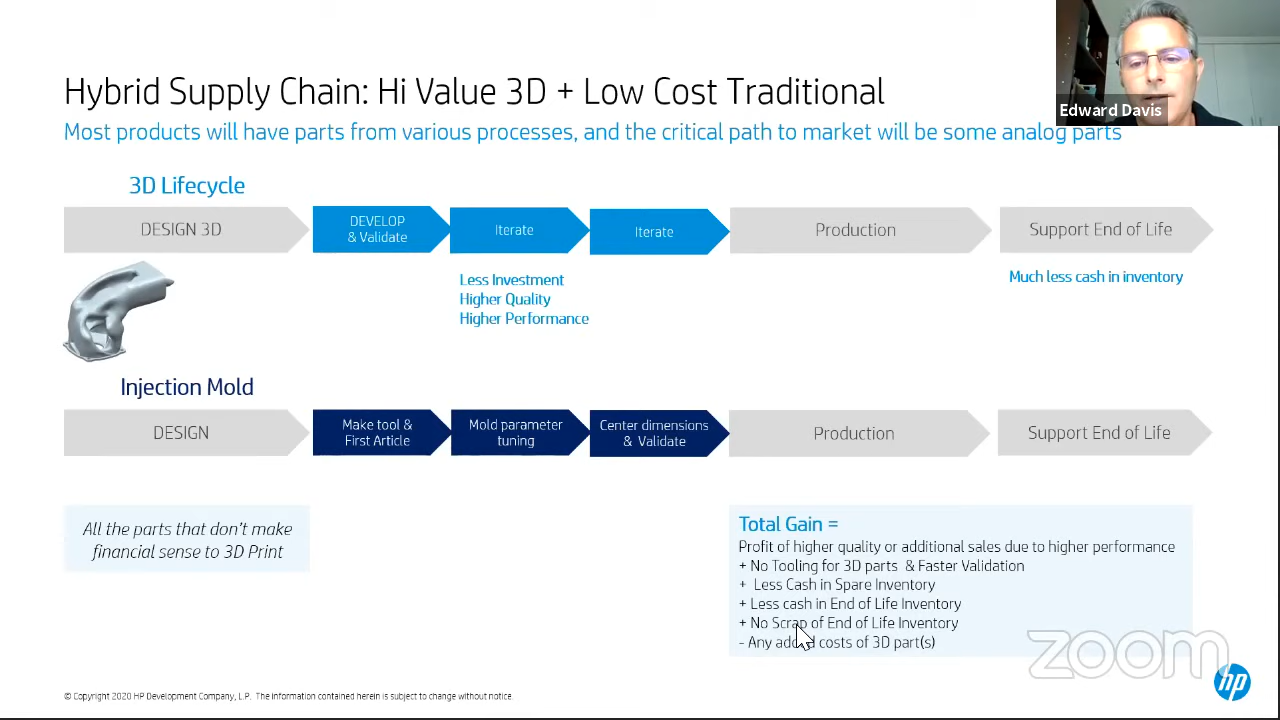 Hybrid Supply Chain: Hi Value 3D + Low Cost Traditional
Edward Davis
Most products will have parts from various processes, and the critical path to market will be some analog parts
3D Lifecycle
DESIGN 3D
DEVELOP
& Validate
Iterate
Iterate
Production
Support End of Life
Less Investment
Higher Quality
Higher Performance
Much less cash in inventory
Injection Mold
DESIGN
Make tool &
First Article
Mold parameter
tuning
Center dimensions
& Validate
Production
Support End of Life
All the parts that don't make
financial sense to 3D Print
Total Gain =
Profit of higher quality or additional sales due to higher performance
+ No Tooling for 3D parts & Faster Validation
+ Less Cash in Spare Inventory
+ Less cash in End of Life Inventory
+ No Scrap of End of Life Inventory
- Any added costs of 3D part(s)
zoom
hp
© Copyright 2020 HP Development Company, L.P. The information contained herein is subject to change without notice.